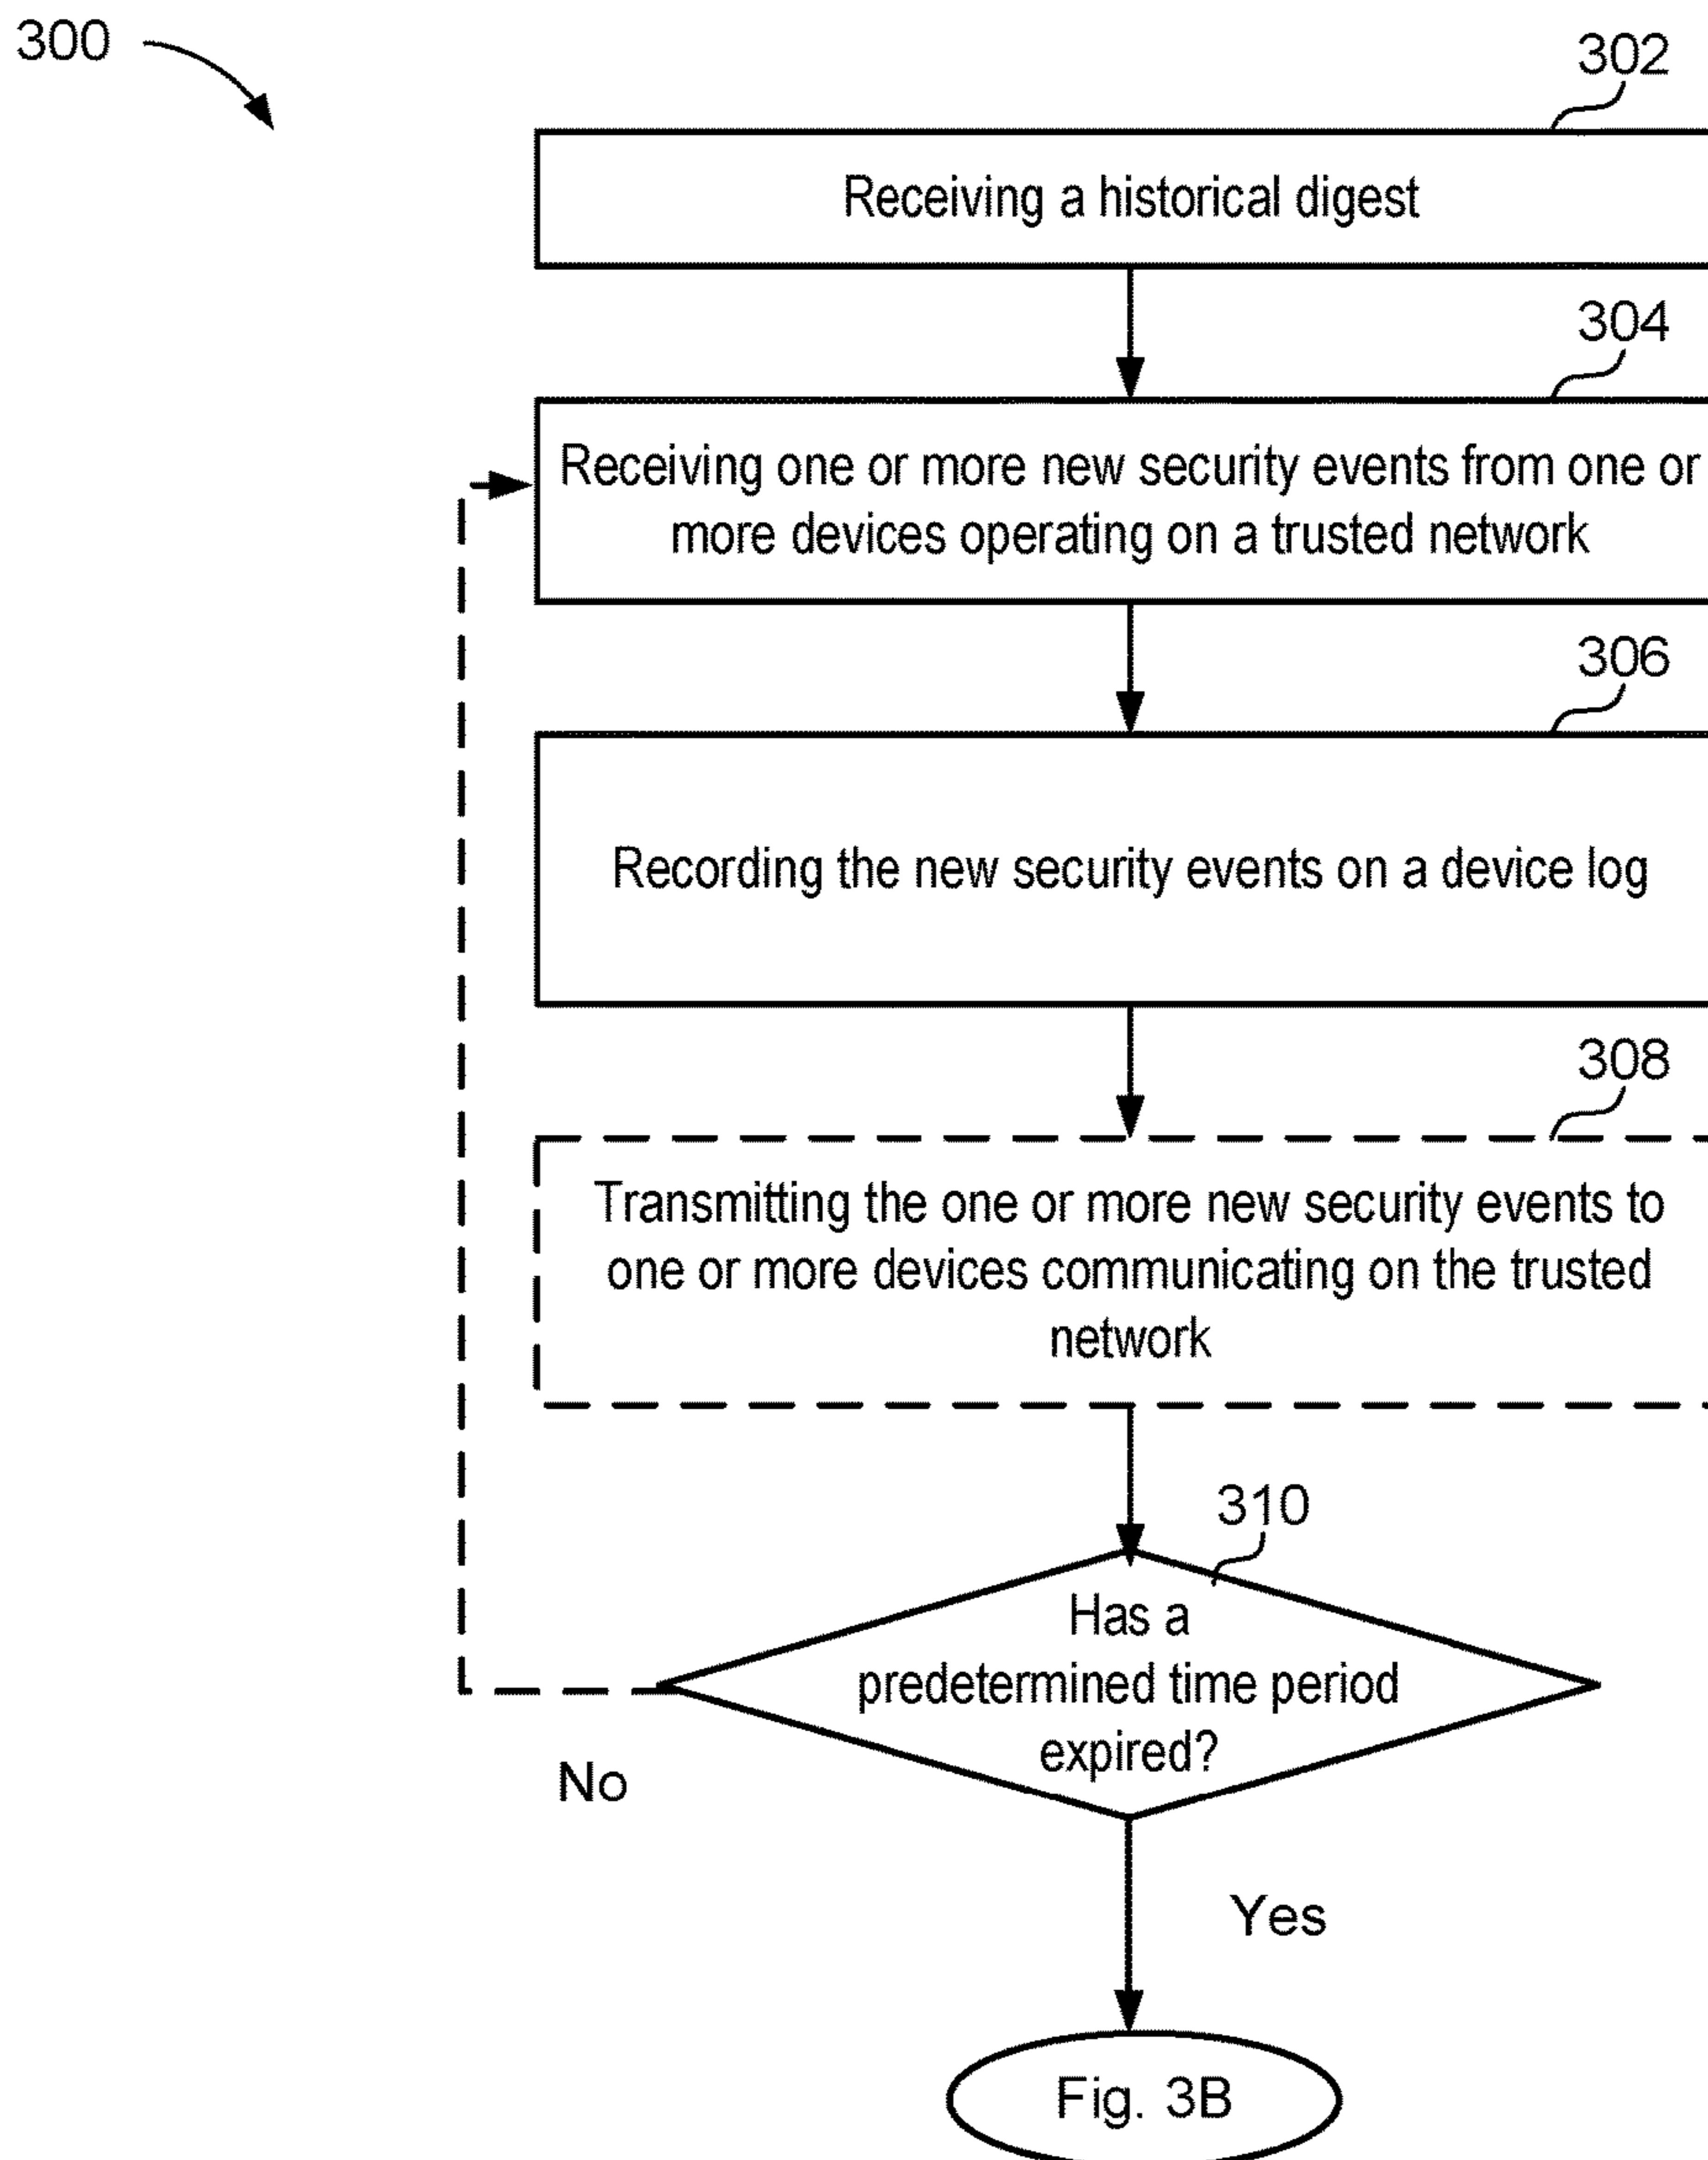 300
302
Receiving a historical digest
304
Receiving one or more new security events from one or
more devices operating on a trusted network
306
Recording the new security events on a device log
308
Transmitting the one or more new security events to
one or more devices communicating on the trusted
network
310
Has a
predetermined time period
expired?
No
Yes
Fig. 3B